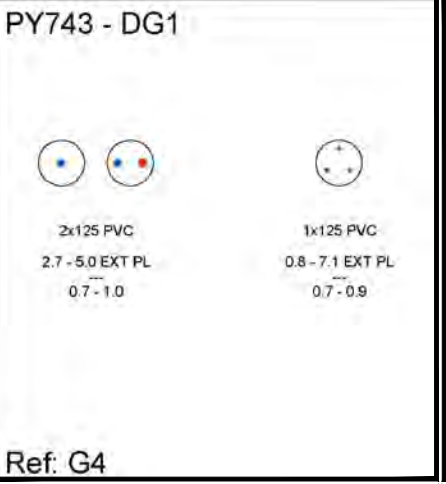 PY743 - DG1
2x125 PVC
2.7 - 5.0 EXT PL
---
0.7 - 1.0
1x125 PVC
0.8 - 7.1 EXT PL
---
0.7 - 0.9
Ref: G4